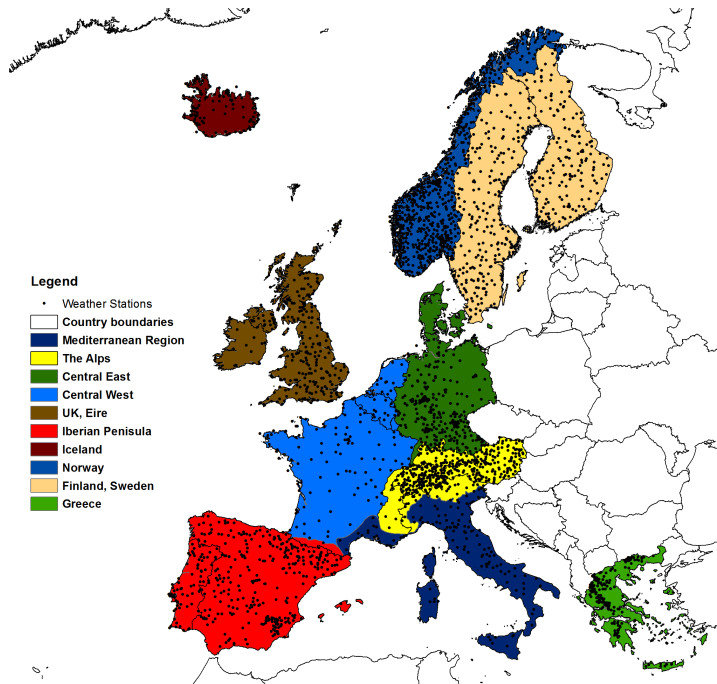 Legend
Weather Stations
Country boundaries
Mediterranean Region
The Alps
Central East
Central West
UK, Eire
Iberian Penisula
Iceland
Norway
Finland, Sweden
Greece